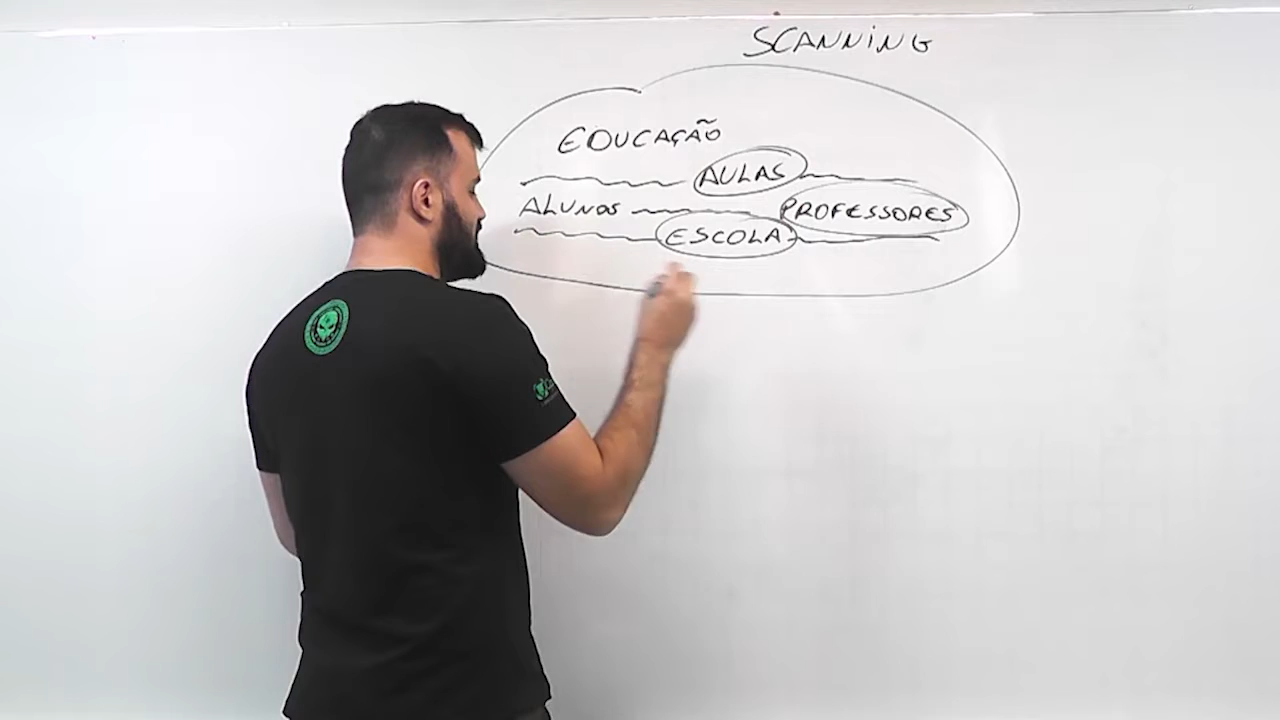 SCANNING
EDUCAÇÃO
AULAS
ALUNOS PROFESSORES
ESCOLA